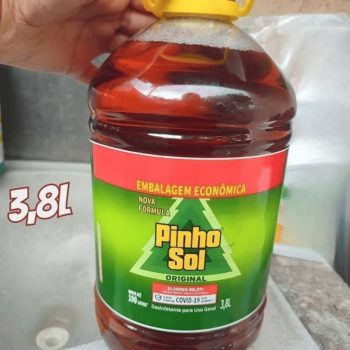 3,8L
EMBALAGEM ECONÔMICA
NOVA
FÓRMULA
Pinho
Sol
ORIGINAL
ELIMINA 99,9%
COVID-19
3,8L
Desinfetante para Uso Geral